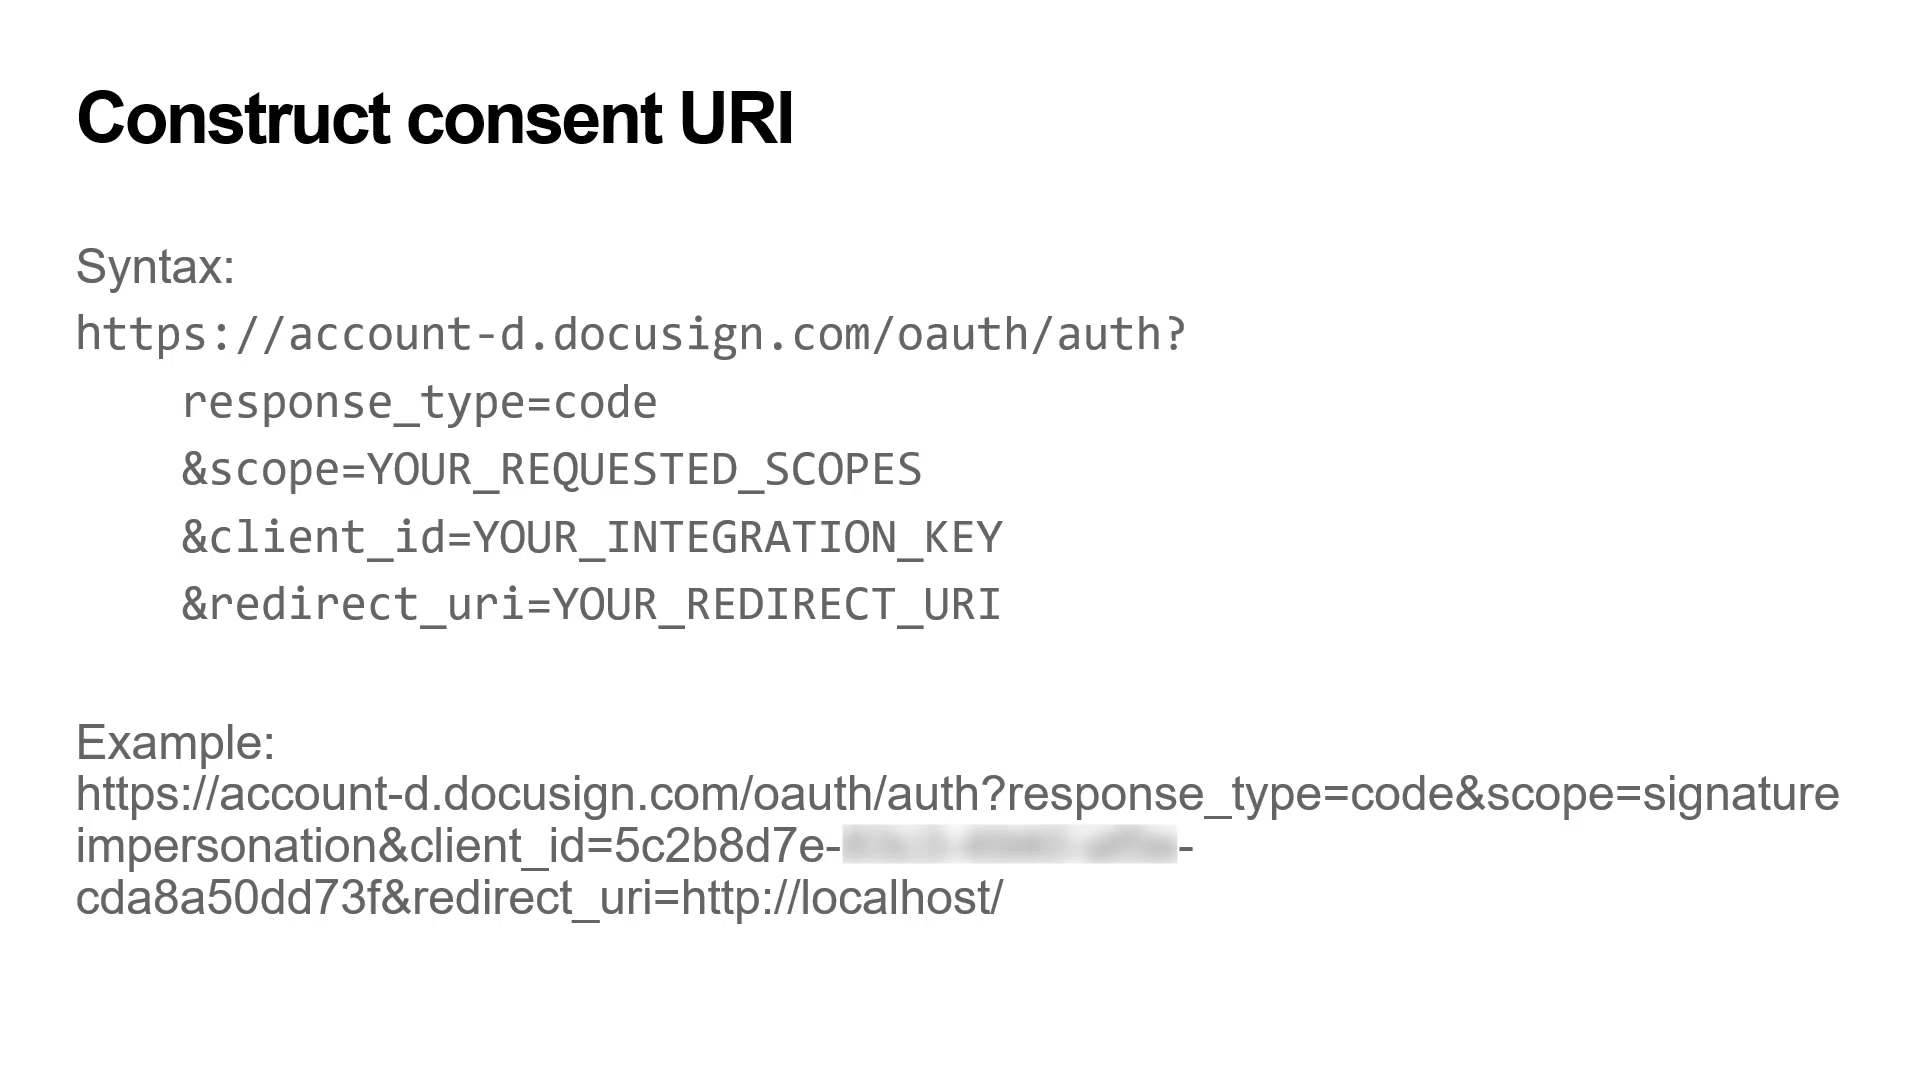 Construct consent URI
Syntax:
https://account-d.docusign.com/oauth/auth?
response_type=code
&scope=YOUR_REQUESTED_SCOPES
&client_id=YOUR_INTEGRATION_KEY
&redirect_uri=YOUR_REDIRECT_URI
Example:
https://account-d.docusign.com/oauth/auth?response_type=code&scope=signature
impersonation&client_id=5c2b8d7e- -
cda8a50dd73f&redirect_uri=http://localhost/